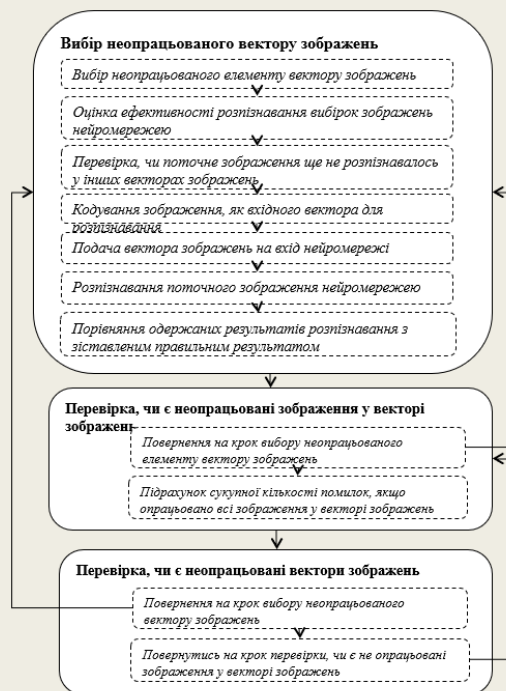 Вибір неопрацьованого вектору зображень
Вибір неопрацьованого елементу вектору зображень
Оцінка ефективності розпізнавання вибірок зображень
нейромережею
Перевірка, чи поточне зображення ще не розпізнавалось
у інших векторах зображень
Кодування зображення, як вхідного вектора для
розпізнавання
Подача вектора зображень на вхід нейромережі
Розпізнавання поточного зображення нейромережею
Порівняння одержаних результатів розпізнавання з
зіставленим правильним результатом
Перевірка, чи є неопрацьовані зображення у векторі
зображень
Повернення на крок вибору неопрацьованого
елементу вектору зображень
Підрахунок сукупної кількості помилок, якщо
опрацьовано всі зображення у векторі зображень
Перевірка, чи є неопрацьовані вектори зображень
Повернення на крок вибору неопрацьованого
вектору зображень
Повернутись на крок перевірки, чи є не опрацьовані
зображення у векторі зображень